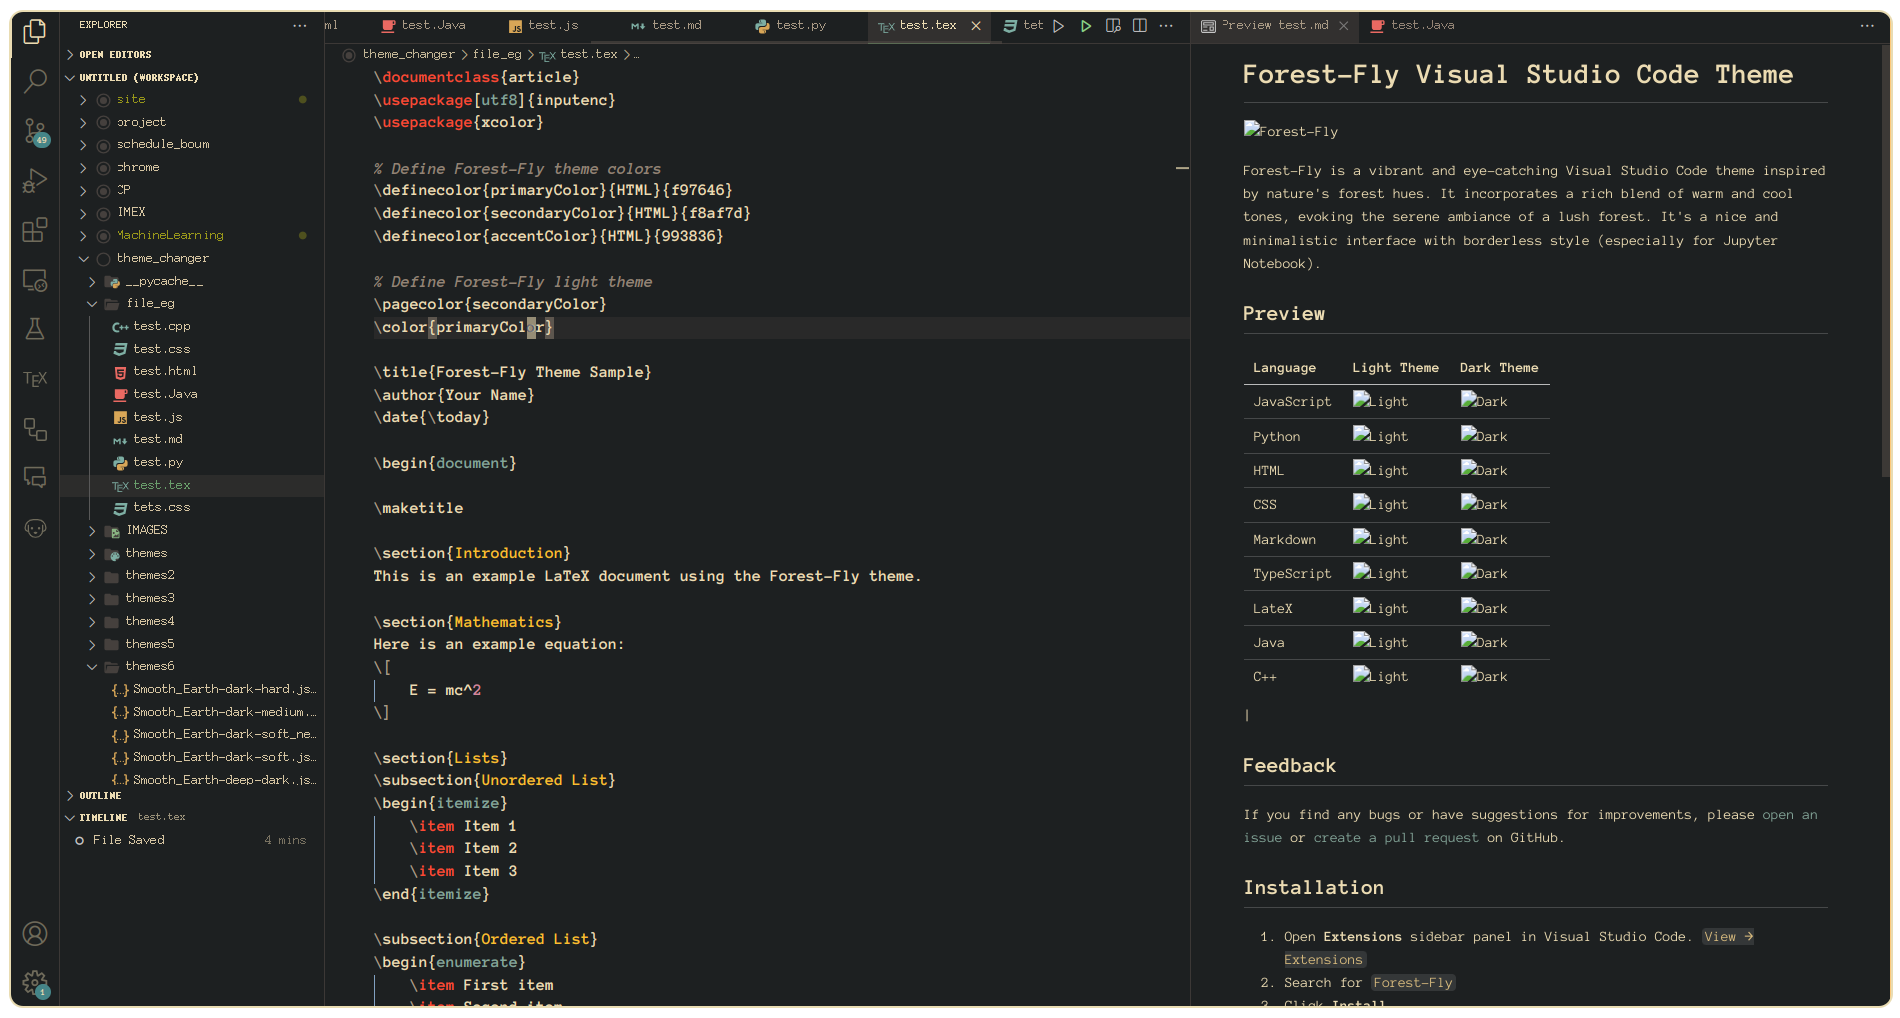 EXPLORER
OPEN EDITORS
UNTITLED (WORKSPACE)
site
project
schedule_boum
chrome
CP
IMEX
MachineLearning
theme_changer
__pycache__
file_eg
test.cpp
test.css
test.html
test.Java
test.js
test.md
test.py
TEX test.tex
tets.css
IMAGES
themes
themes2
themes3
themes4
themes5
themes6
{..} Smooth_Earth-dark-hard.js...
{..} Smooth_Earth-dark-medium....
{..} Smooth_Earth-dark-soft_ne...
{..} Smooth_Earth-dark-soft.js...
{..} Smooth_Earth-deep-dark.js...
OUTLINE
TIMELINE test.tex
File Saved 4 mins
49
TEX
1
ml test.Java test.js test.md test.py TEX test.tex tet
theme_changer > file_eg > TEX test.tex > ...
\documentclass{article}
\usepackage[utf8]{inputenc}
\usepackage{xcolor}
% Define Forest-Fly theme colors
\definecolor{primaryColor}{HTML}{f97646}
\definecolor{secondaryColor}{HTML}{f8af7d}
\definecolor{accentColor}{HTML}{993836}
% Define Forest-Fly light theme
\pagecolor{secondaryColor}
\color{primaryColor}
\title{Forest-Fly Theme Sample}
\author{Your Name}
\date{\today}
\begin{document}
\maketitle
\section{Introduction}
This is an example LaTeX document using the Forest-Fly theme.
\section{Mathematics}
Here is an example equation:
\[
E = mc^2
\]
\section{Lists}
\subsection{Unordered List}
\begin{itemize}
\item Item 1
\item Item 2
\item Item 3
\end{itemize}
\subsection{Ordered List}
\begin{enumerate}
\item First item
\item Second item
Preview test.md test.Java
Forest-Fly Visual Studio Code Theme
Forest-Fly
Forest-Fly is a vibrant and eye-catching Visual Studio Code theme inspired
by nature's forest hues. It incorporates a rich blend of warm and cool
tones, evoking the serene ambiance of a lush forest. It's a nice and
minimalistic interface with borderless style (especially for Jupyter
Notebook).
Preview
Language Light Theme Dark Theme
JavaScript Light Dark
Python Light Dark
HTML Light Dark
CSS Light Dark
Markdown Light Dark
TypeScript Light Dark
LateX Light Dark
Java Light Dark
C++ Light Dark
|
Feedback
If you find any bugs or have suggestions for improvements, please open an
issue or create a pull request on GitHub.
Installation
1. Open Extensions sidebar panel in Visual Studio Code. View →
Extensions
2. Search for Forest-Fly
3. Click Install